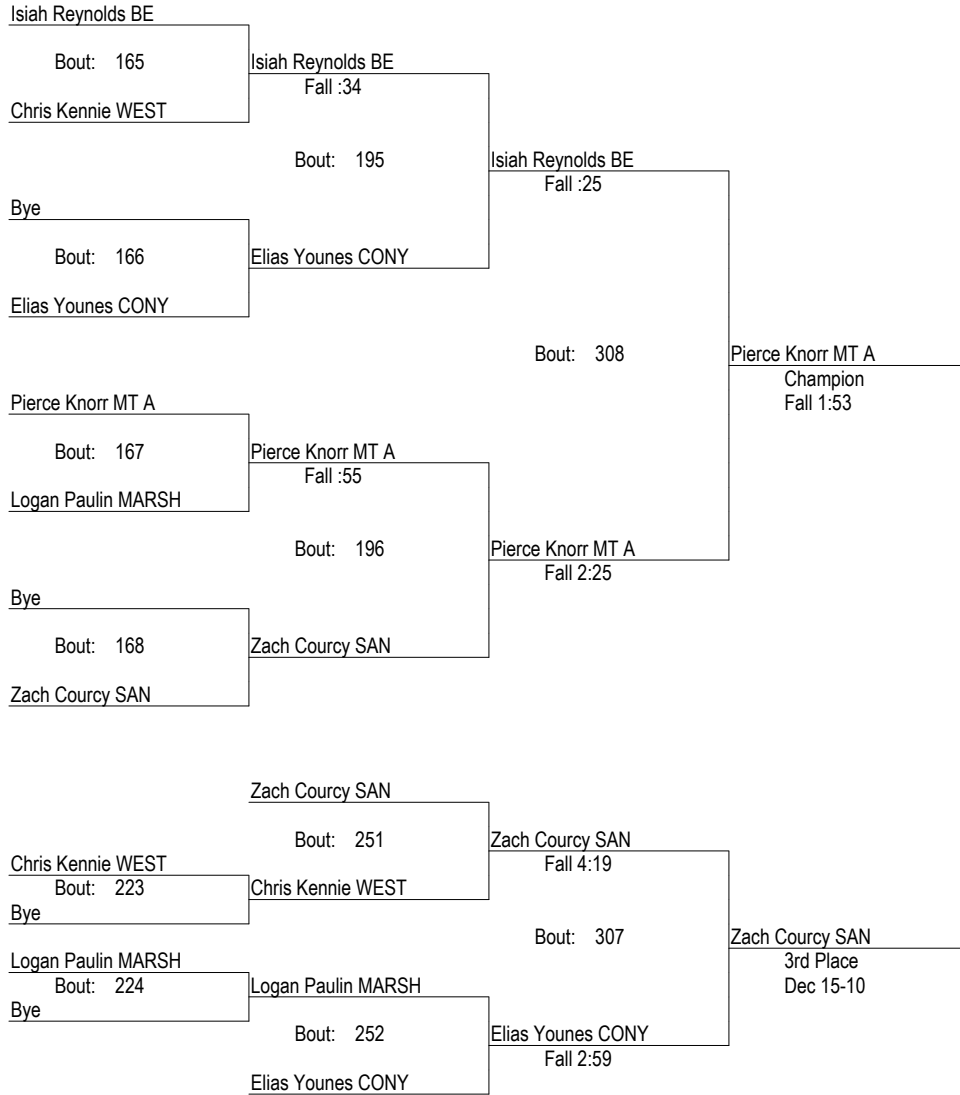 Isiah Reynolds BE
Bout: 165
Isiah Reynolds BE
Fall :34
Chris Kennie WEST
Bout: 195
Isiah Reynolds BE
Fall :25
Bye
Bout: 166
Elias Younes CONY
Elias Younes CONY
Bout: 308
Pierce Knorr MT A
Champion
Fall 1:53
Pierce Knorr MT A
Bout: 167
Pierce Knorr MT A
Fall :55
Logan Paulin MARSH
Bout: 196
Pierce Knorr MT A
Fall 2:25
Bye
Bout: 168
Zach Courcy SAN
Zach Courcy SAN
Zach Courcy SAN
Bout: 251
Zach Courcy SAN
Fall 4:19
Chris Kennie WEST
Bout: 223
Chris Kennie WEST
Bye
Bout: 307
Zach Courcy SAN
3rd Place
Dec 15-10
Logan Paulin MARSH
Bout: 224
Logan Paulin MARSH
Bye
Bout: 252
Elias Younes CONY
Fall 2:59
Elias Younes CONY